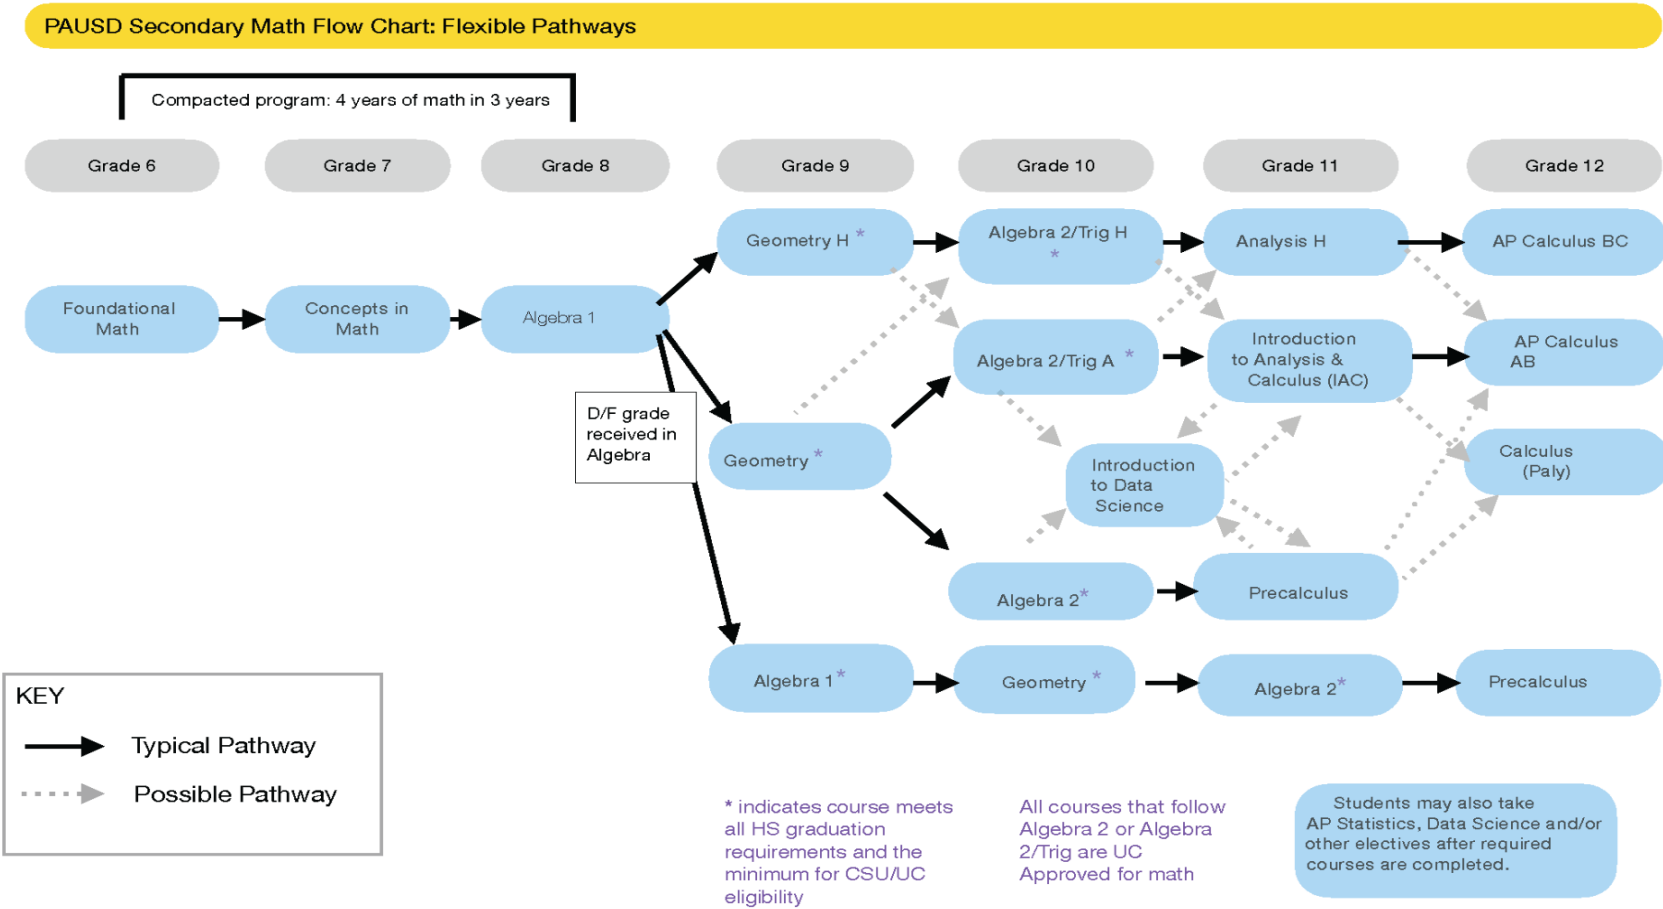 PAUSD Secondary Math Flow Chart: Flexible Pathways
Compacted program: 4 years of math in 3 years
Grade 6
Grade 7
Grade 8
Grade 9
Grade 10
Grade 11
Grade 12
Foundational
Math
Concepts in
Math
Algebra 1
Geometry H *
Algebra 2/Trig H
*
Analysis H
AP Calculus BC
Algebra 2/Trig A *
Introduction
to Analysis &
Calculus (IAC)
AP Calculus
AB
D/F grade
received in
Algebra
Geometry *
Introduction
to Data
Science
Calculus
(Paly)
Algebra 2*
Precalculus
Algebra 1*
Geometry *
Algebra 2*
Precalculus
KEY
Typical Pathway
Possible Pathway
* indicates course meets
all HS graduation
requirements and the
minimum for CSU/UC
eligibility
All courses that follow
Algebra 2 or Algebra
2/Trig are UC
Approved for math
Students may also take
AP Statistics, Data Science and/or
other electives after required
courses are completed.